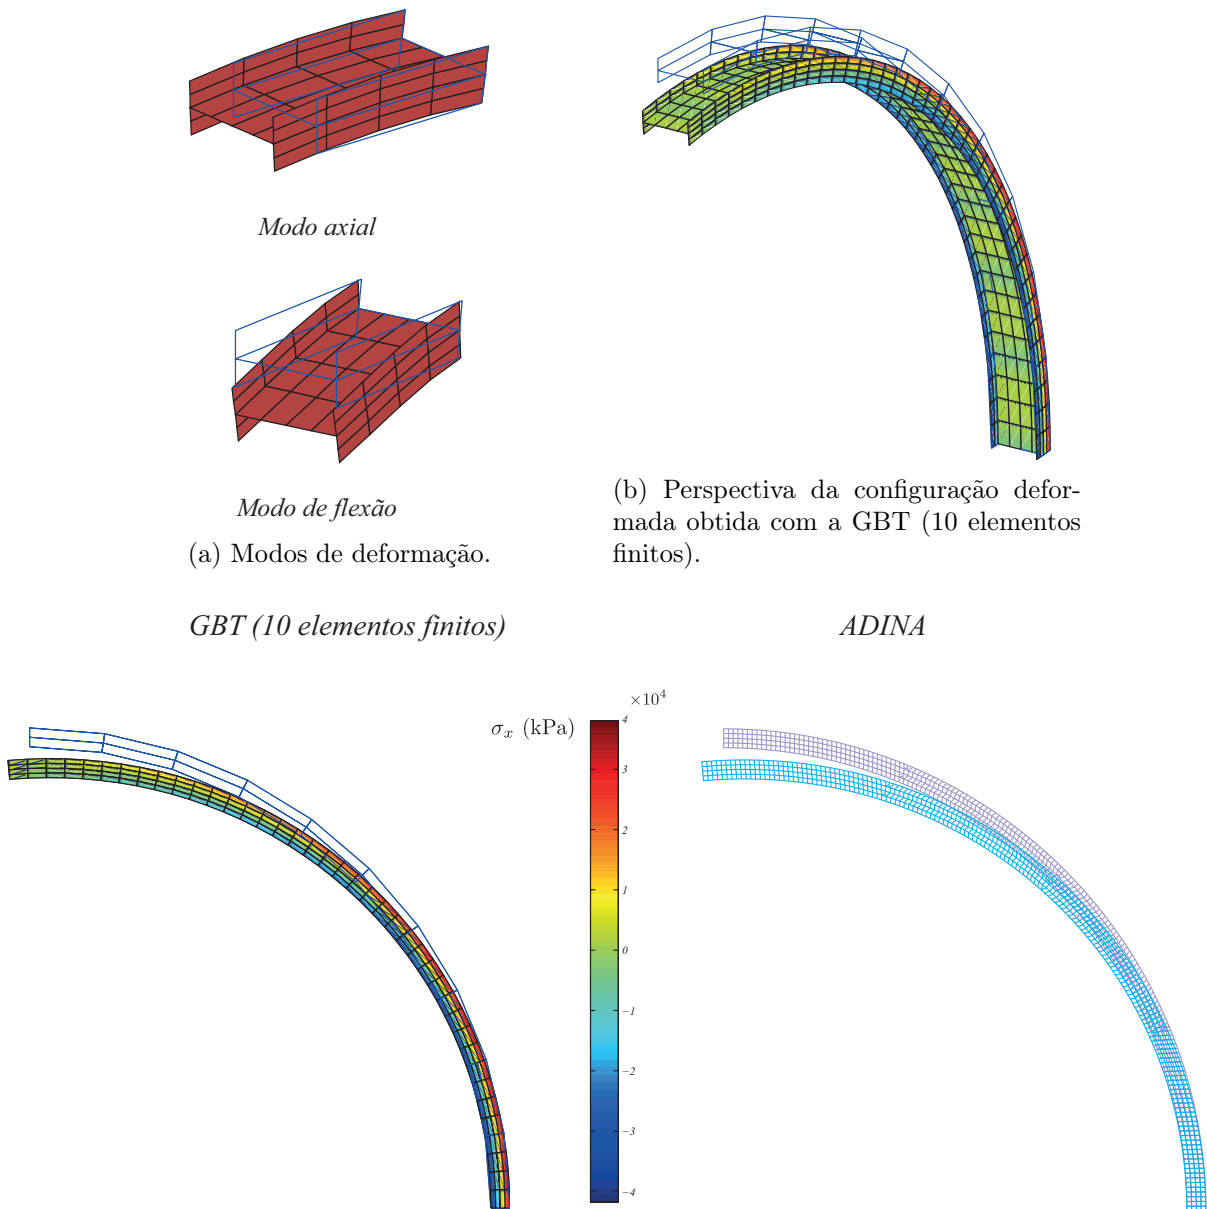 Modo axial
Modo de flexão
(a) Modos de deformação.
(b) Perspectiva da configuração defor-
mada obtida com a GBT (10 elementos
finitos).
GBT (10 elementos finitos)
ADINA
×10⁴
σₓ (kPa)
4
3
2
1
0
−1
−2
−3
−4